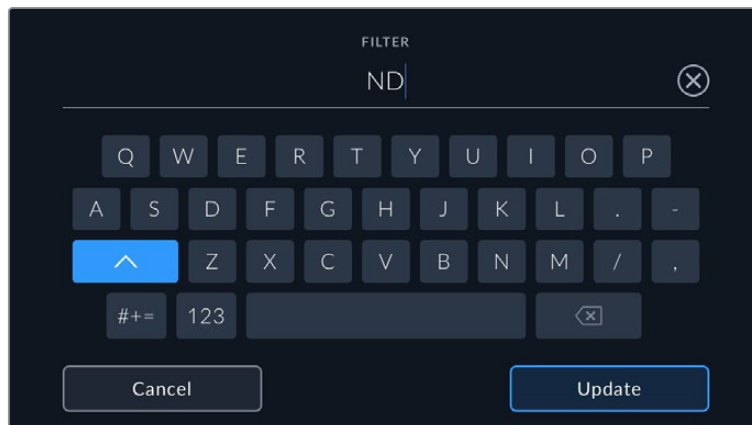 FILTER
ND
Q W E R T Y U I O P
A S D F G H J K L . -
Z X C V B N M / ,
#+= 123
Cancel Update